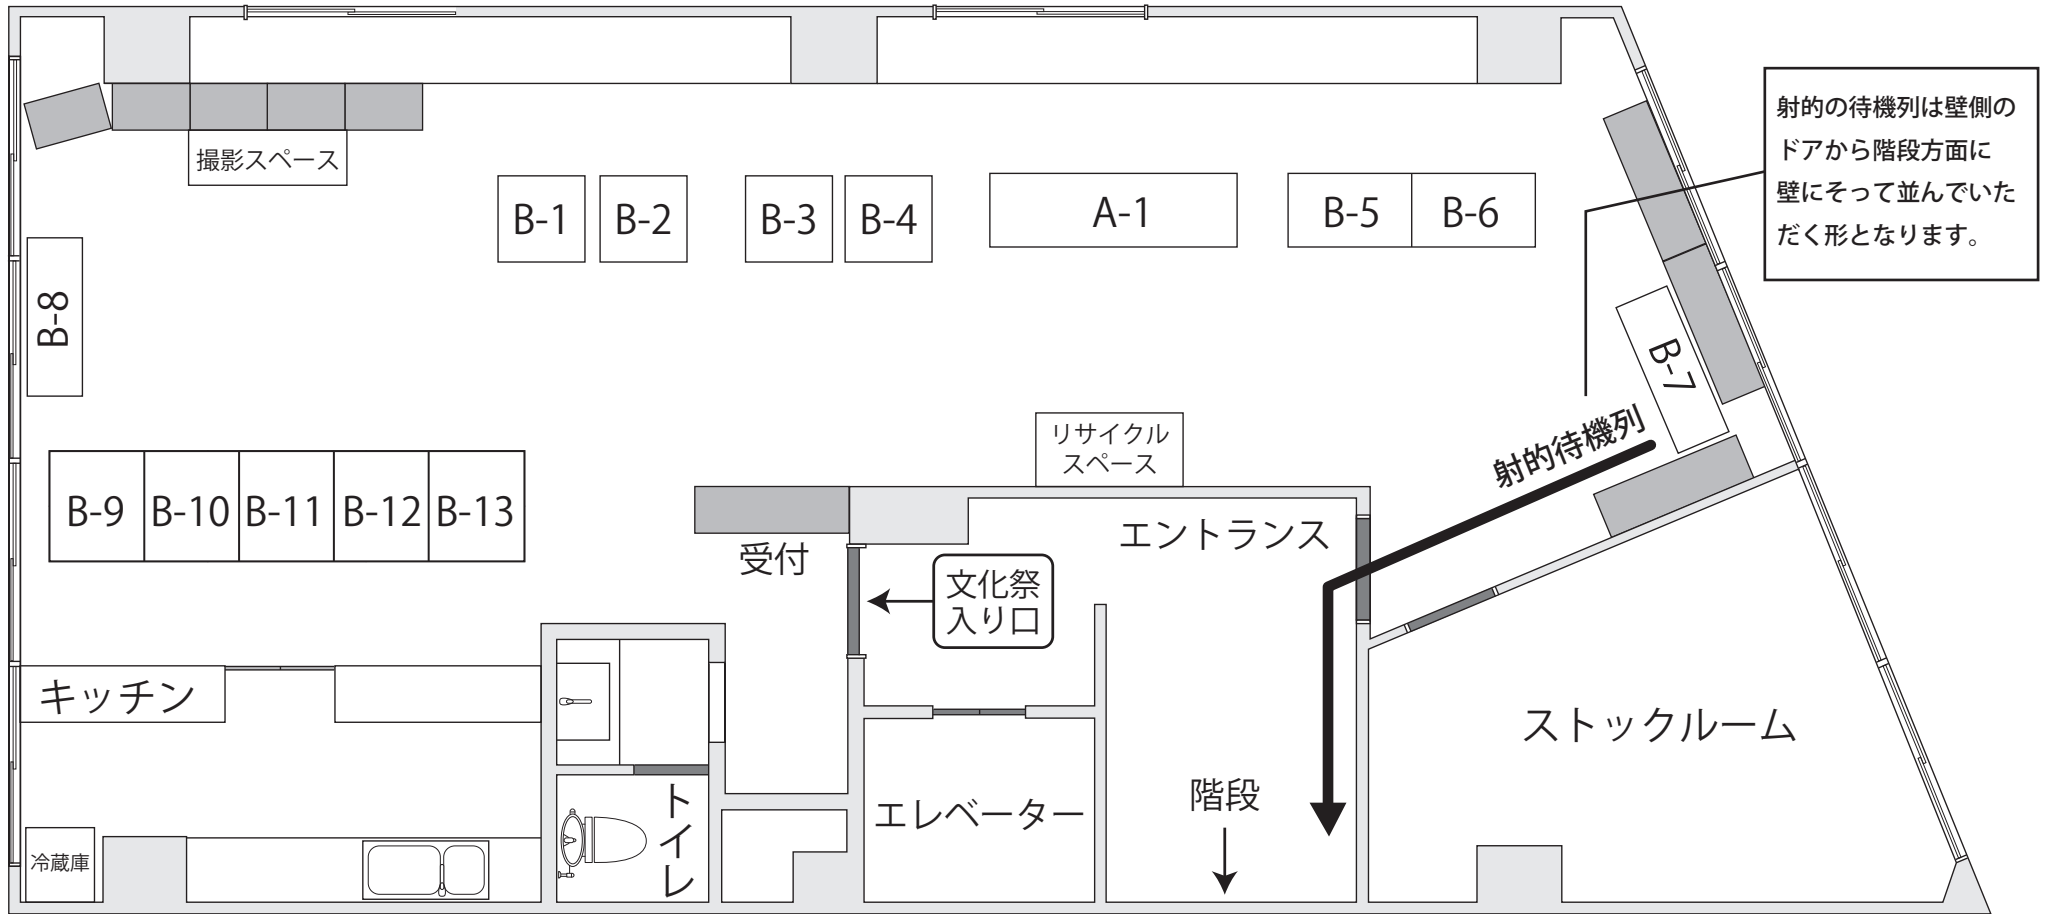 射的の待機列は壁側の
ドアから階段方面に
壁にそって並んでいた
だく形となります。
撮影スペース
B-1
B-2
B-3
B-4
A-1
B-5
B-6
B-8
B-7
リサイクル
スペース
射的待機列
B-9
B-10
B-11
B-12
B-13
受付
エントランス
文化祭
入り口
キッチン
ストックルーム
トイレ
エレベーター
階段
冷蔵庫